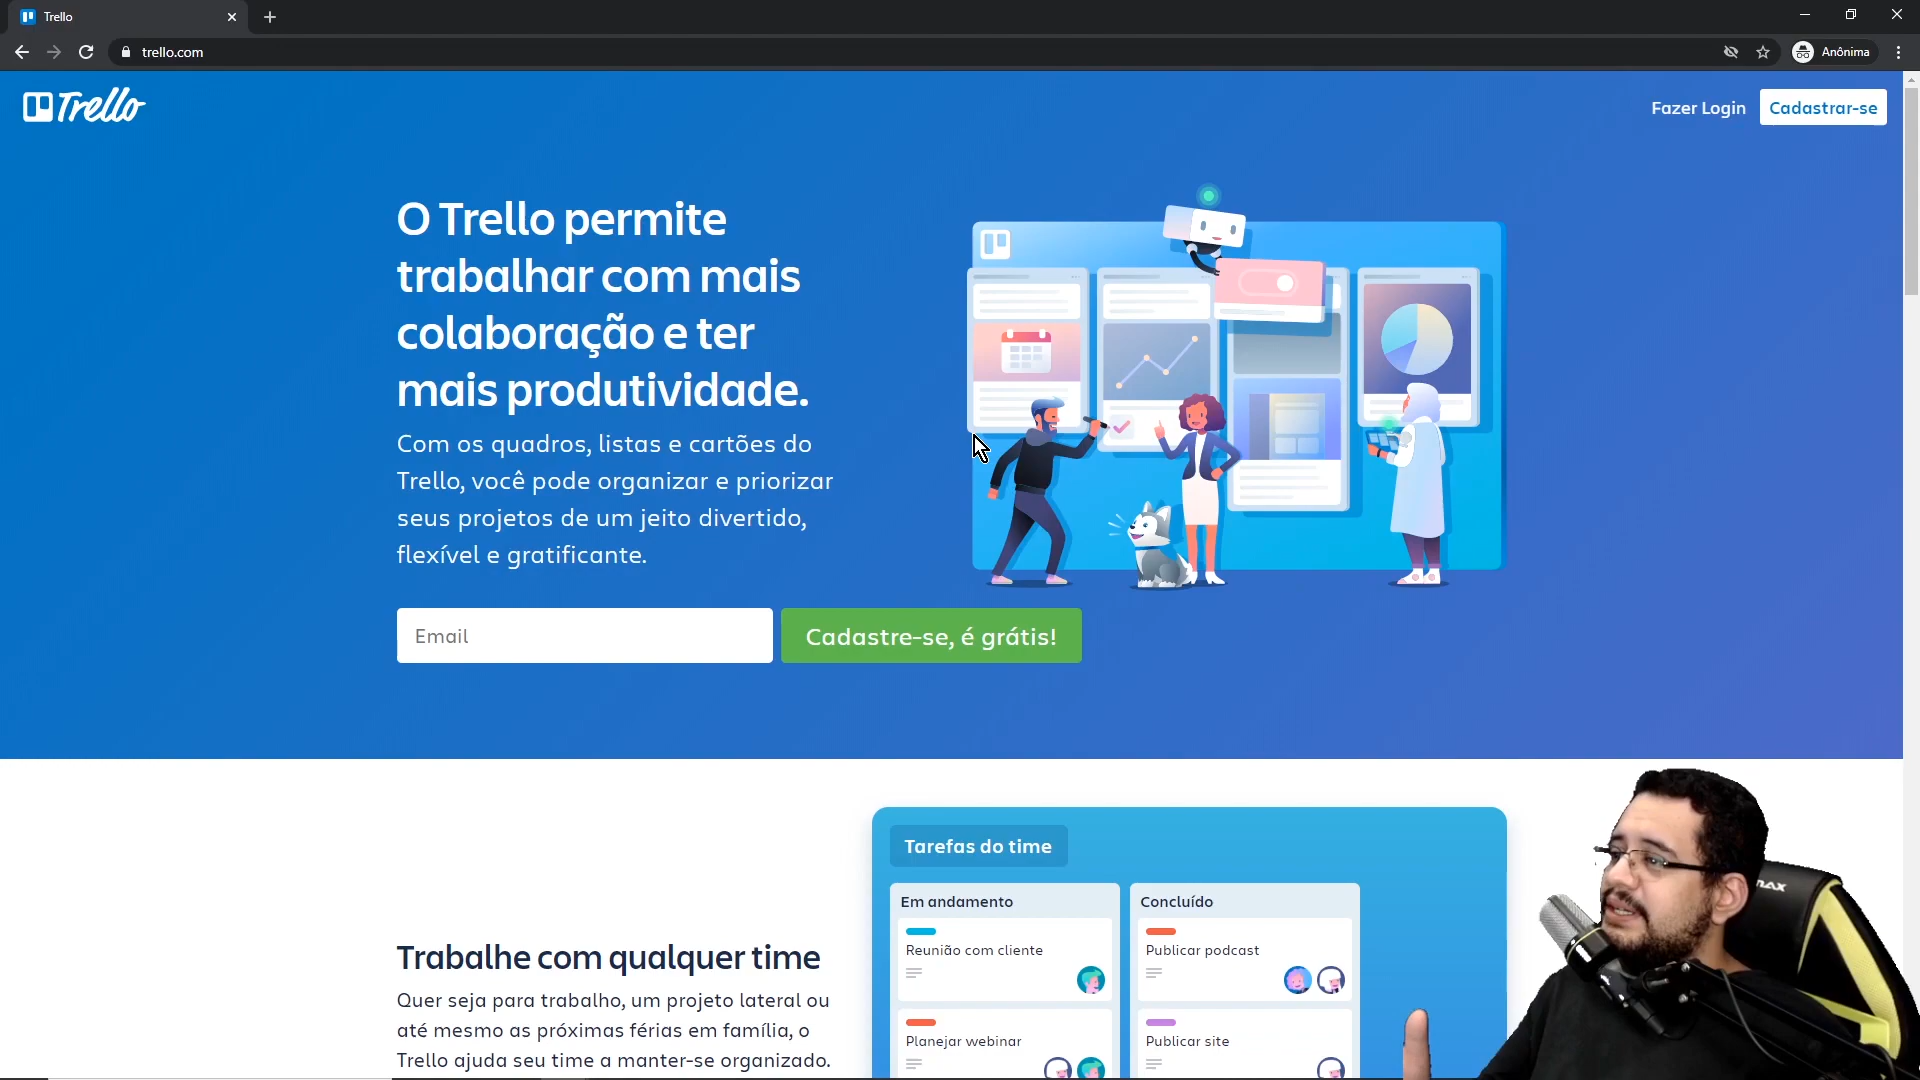 Trello
trello.com
Anônima
Trello
Fazer Login
Cadastrar-se
O Trello permite
trabalhar com mais
colaboração e ter
mais produtividade.
Com os quadros, listas e cartões do
Trello, você pode organizar e priorizar
seus projetos de um jeito divertido,
flexível e gratificante.
Email
Cadastre-se, é grátis!
Trabalhe com qualquer time
Quer seja para trabalho, um projeto lateral ou
até mesmo as próximas férias em família, o
Trello ajuda seu time a manter-se organizado.
Tarefas do time
Em andamento
Reunião com cliente
Planejar webinar
Concluído
Publicar podcast
Publicar site